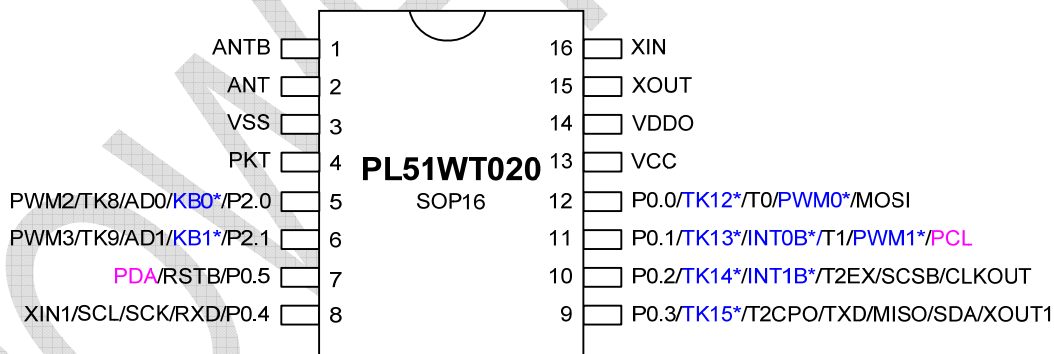 ANTB 1 16 XIN
ANT 2 15 XOUT
VSS 3 14 VDDO
PKT 4 13 VCC
PL51WT020
SOP16
PWM2/TK8/AD0/KB0*/P2.0 5 12 P0.0/TK12*/T0/PWM0*/MOSI
PWM3/TK9/AD1/KB1*/P2.1 6 11 P0.1/TK13*/INT0B*/T1/PWM1*/PCL
PDA/RSTB/P0.5 7 10 P0.2/TK14*/INT1B*/T2EX/SCSB/CLKOUT
XIN1/SCL/SCK/RXD/P0.4 8 9 P0.3/TK15*/T2CPO/TXD/MISO/SDA/XOUT1